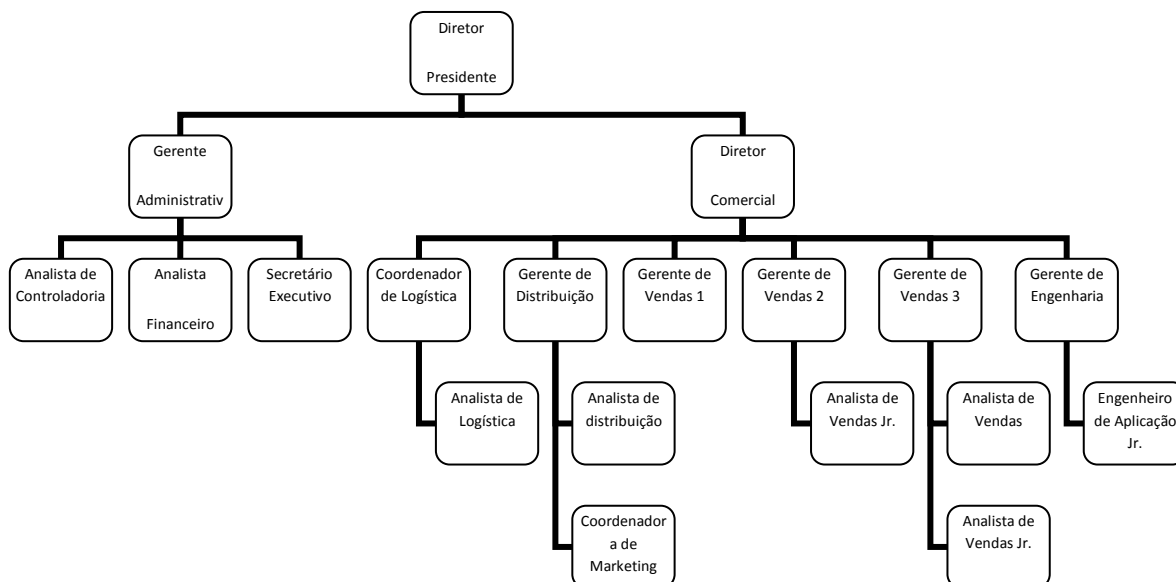 Diretor
Presidente
Gerente
Administrativ
Diretor
Comercial
Analista de
Controladoria
Analista
Financeiro
Secretário
Executivo
Coordenador
de Logística
Gerente de
Distribuição
Gerente de
Vendas 1
Gerente de
Vendas 2
Gerente de
Vendas 3
Gerente de
Engenharia
Analista de
Logística
Analista de
distribuição
Analista de
Vendas Jr.
Analista de
Vendas
Engenheiro
de Aplicação
Jr.
Coordenador
a de
Marketing
Analista de
Vendas Jr.